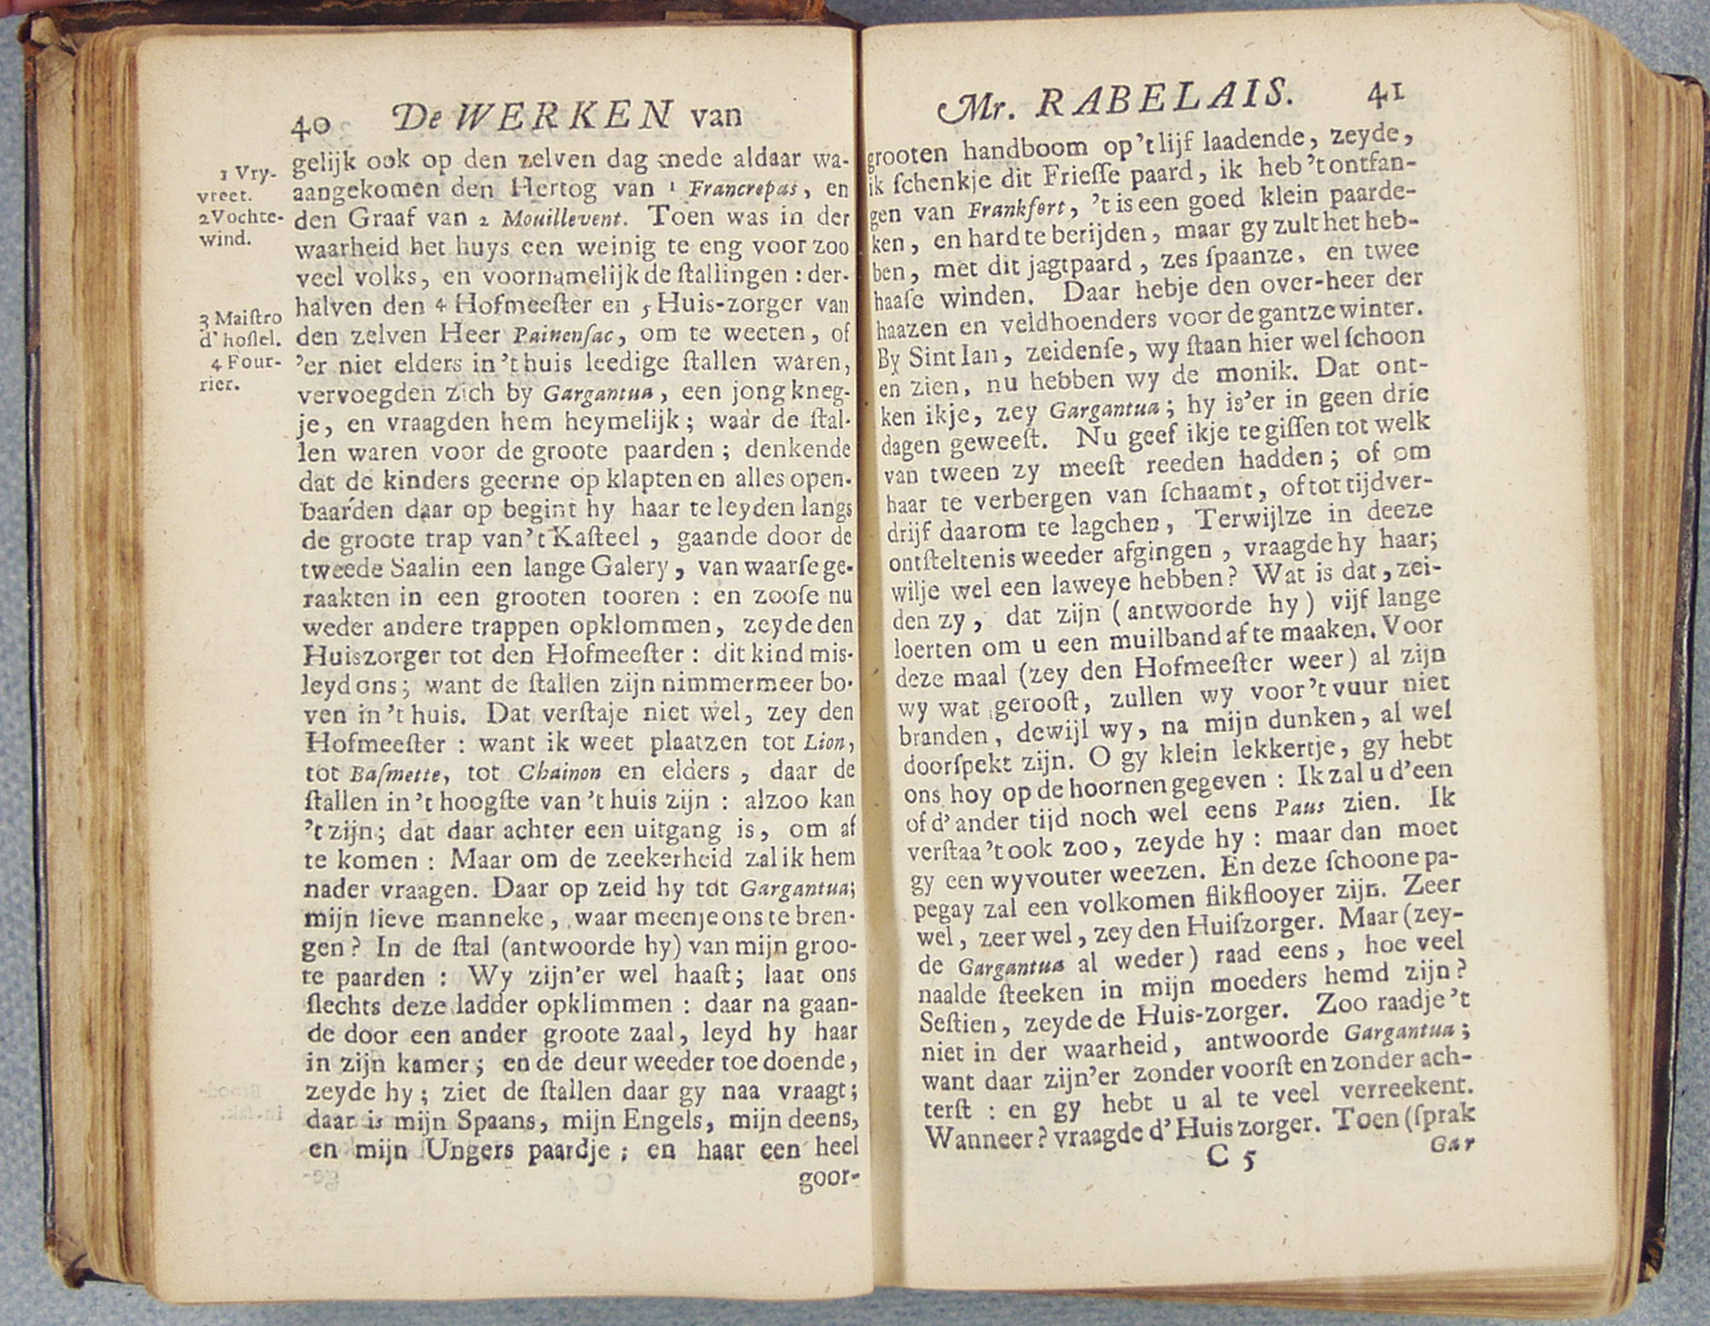 40 De WERKEN van
1 Vry-
vreet.
2 Vochte-
wind.
3 Maiſtro
d'hoſtel.
4 Four-
rier.
gelijk ook op den zelven dag mede aldaar wa-
aangekomen den Hertog van 1 Francrepas, en
den Graaf van 2 Mouillevent. Toen was in der
waarheid het huys een weinig te eng voor zoo
veel volks, en voornamelijk de ſtallingen : der-
halven den 4 Hofmeeſter en 5 Huis-zorger van
den zelven Heer Painenſac, om te weeten, of
'er niet elders in 't huis leedige ſtallen waren,
vervoegden zich by Gargantua, een jong kneg-
je, en vraagden hem heymelijk ; waar de ſtal-
len waren voor de groote paarden ; denkende
dat de kinders geerne op klapten en alles open-
baarden daar op begint hy haar te leyden langs
de groote trap van 't Kaſteel , gaande door de
tweede Saal in een lange Galery , van waar ſe ge-
raakten in een grooten tooren : en zooſe nu
weder andere trappen opklommen, zeyde den
Huiszorger tot den Hofmeeſter : dit kind mis-
leyd ons ; want de ſtallen zijn nimmermeer bo-
ven in 't huis. Dat verſtaje niet wel, zey den
Hofmeeſter : want ik weet plaatzen tot Lion,
tot Baſmette, tot Chainon en elders , daar de
ſtallen in 't hoogſte van 't huis zijn : alzoo kan
't zijn ; dat daar achter een uitgang is, om af
te komen : Maar om de zeekerheid zal ik hem
nader vraagen. Daar op zeid hy tot Gargantua;
mijn lieve manneke, waar meenje ons te bren-
gen ? In de ſtal (antwoorde hy) van mijn groo-
te paarden : Wy zijn'er wel haaſt; laat ons
ſlechts deze ladder opklimmen : daar na gaan-
de door een ander groote zaal, leyd hy haar
in zijn kamer ; en de deur weeder toe doende,
zeyde hy ; ziet de ſtallen daar gy naa vraagt ;
daar is mijn Spaans, mijn Engels, mijn deens,
en mijn Ungers paardje ; en haar een heel
goor-
Mr. RABELAIS. 41
grooten handboom op 't lijf laadende, zeyde,
ik ſchenkje dit Frieſſe paard, ik heb 't ontfan-
gen van Frankfort, 't is een goed klein paarde-
ken, en hard te berijden, maar gy zult het heb-
ben, met dit jagtpaard, zes ſpaanze, en twee
haaſe winden. Daar hebje den over-heer der
haazen en veldhoenders voor de gantze winter.
By Sint Ian, zeidenſe, wy ſtaan hier wel ſchoon
en zien, nu hebben wy de monik. Dat ont-
ken ikje, zey Gargantua ; hy is'er in geen drie
dagen geweeſt. Nu geef ikje te giſſen tot welk
van tween zy meeſt reeden hadden ; of om
haar te verbergen van ſchaamt, of tot tijdver-
drijf daarom te lagchen, Terwijlze in deeze
ontſteltenis weeder afgingen , vraagde hy haar;
wilje wel een laweye hebben ? Wat is dat, zei-
den zy, dat zijn (antwoorde hy) vijf lange
loerten om u een muilband af te maaken. Voor
deze maal (zey den Hofmeeſter weer) al zijn
wy wat gerooſt, zullen wy voor 't vuur niet
branden, dewijl wy, na mijn dunken, al wel
doorſpekt zijn. O gy klein lekkertje, gy hebt
ons hoy op de hoornen gegeven : Ik zal u d'een
of d'ander tijd noch wel eens Paus zien. Ik
verſtaa 't ook zoo, zeyde hy : maar dan moet
gy een wyvouter weezen. En deze ſchoone pa-
pegay zal een volkomen flikflooyer zijn. Zeer
wel, zeer wel, zey den Huiſzorger. Maar (zey-
de Gargantua al weder) raad eens, hoe veel
naalde ſteeken in mijn moeders hemd zijn ?
Seſtien, zeyde de Huis-zorger. Zoo raadje 't
niet in der waarheid, antwoorde Gargantua ;
want daar zijn'er zonder voorſt en zonder ach-
terſt : en gy hebt u al te veel verreekent.
Wanneer ? vraagde d'Huis zorger. Toen (ſprak
C 5
Gar